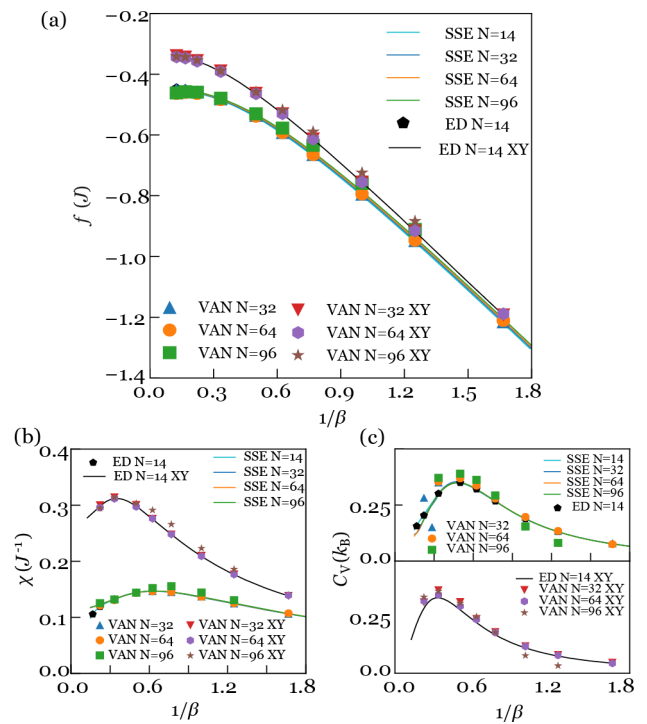 (a)
−0.2
−0.4
−0.6
−0.8
−1.0
−1.2
−1.4
f (J)
SSE N=14
SSE N=32
SSE N=64
SSE N=96
ED N=14
ED N=14 XY
VAN N=32
VAN N=64
VAN N=96
VAN N=32 XY
VAN N=64 XY
VAN N=96 XY
0.0 0.3 0.6 0.9 1.2 1.5 1.8
1/β
(b)
0.4
0.3
0.2
0.1
0.0
χ (J⁻¹)
ED N=14
ED N=14 XY
SSE N=14
SSE N=32
SSE N=64
SSE N=96
VAN N=32
VAN N=64
VAN N=96
VAN N=32 XY
VAN N=64 XY
VAN N=96 XY
0.0 0.6 1.2 1.8
1/β
(c)
0.25
0.00
0.25
0.00
C_V (k_B)
SSE N=14
SSE N=32
SSE N=64
SSE N=96
ED N=14
VAN N=32
VAN N=64
VAN N=96
ED N=14 XY
VAN N=32 XY
VAN N=64 XY
VAN N=96 XY
0.0 0.6 1.2 1.8
1/β